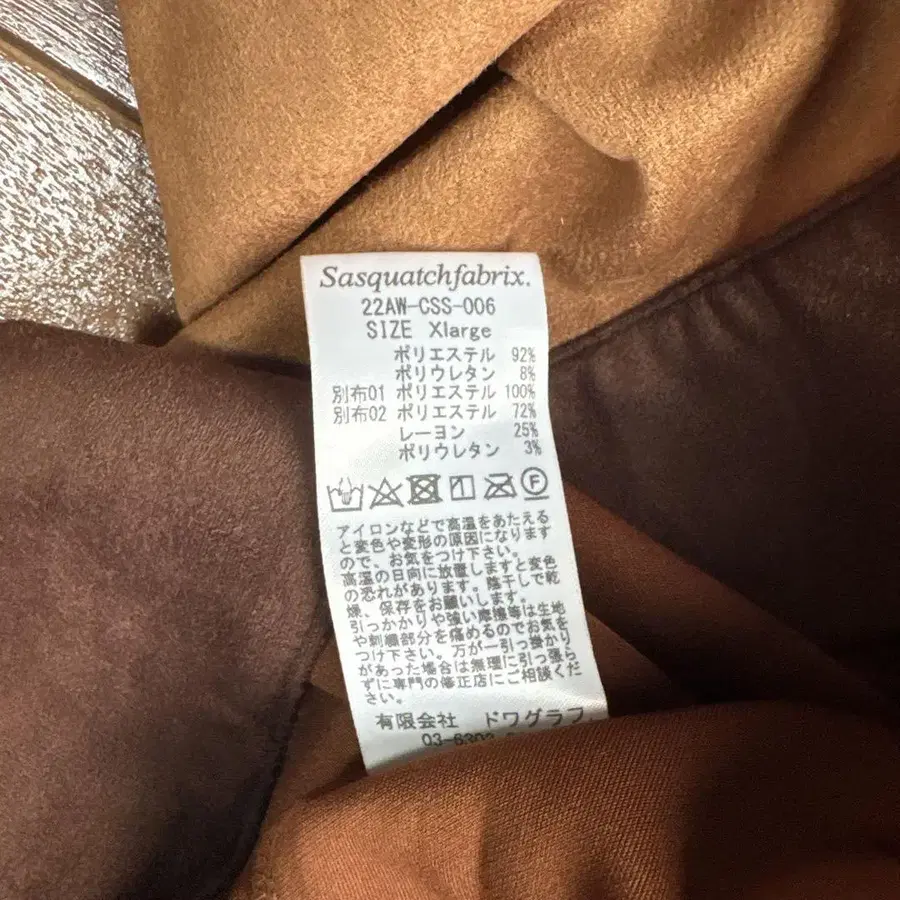 Sasquatchfabrix.
22AW-CSS-006
SIZE Xlarge
ポリエステル 92%
ポリウレタン 8%
別布01 ポリエステル 100%
別布02 ポリエステル 72%
レーヨン 25%
ポリウレタン 3%
F
アイロンなどで高温をあたえる
と変色や変形の原因になります
ので、お気をつけ下さい。
高温の日向に放置しますと変色
の恐れがあります。陰干しで乾
燥、保存をお願いします。
引っかかりや強い摩擦等は生地
や刺繍部分を痛めるのでお気を
つけ下さい。万が一引っ掛かり
があった場合は無理に引っ張ら
ずに専門の修正店にご相談くだ
さい。
有限会社 ドワグラフ.
03-6303